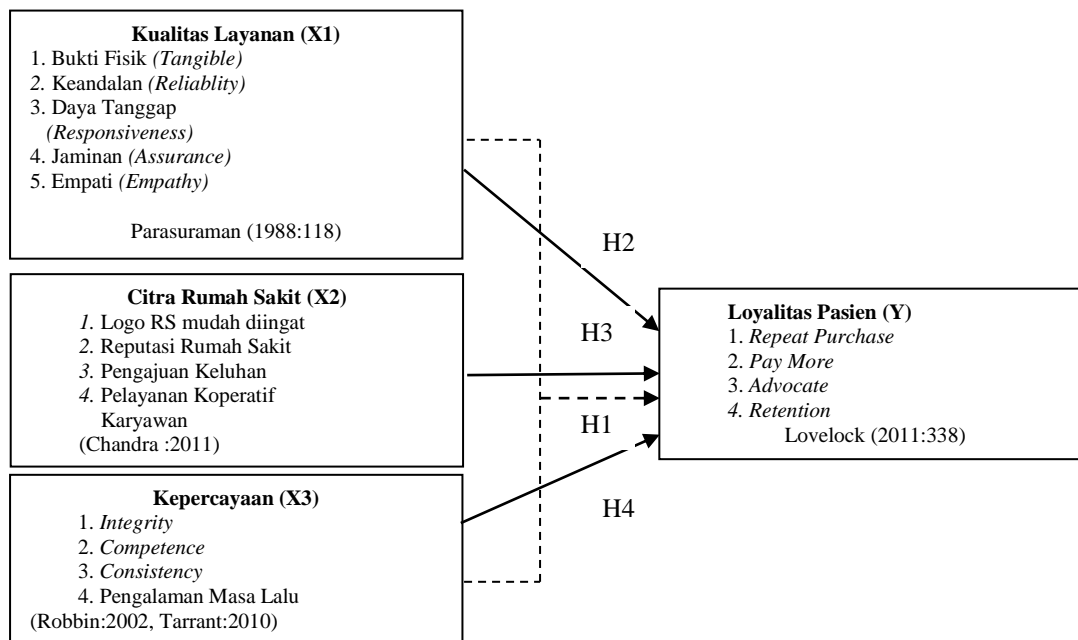 Kualitas Layanan (X1)
1. Bukti Fisik (Tangible)
2. Keandalan (Reliablity)
3. Daya Tanggap
(Responsiveness)
4. Jaminan (Assurance)
5. Empati (Empathy)
Parasuraman (1988:118)
Citra Rumah Sakit (X2)
1. Logo RS mudah diingat
2. Reputasi Rumah Sakit
3. Pengajuan Keluhan
4. Pelayanan Koperatif
Karyawan
(Chandra :2011)
Kepercayaan (X3)
1. Integrity
2. Competence
3. Consistency
4. Pengalaman Masa Lalu
(Robbin:2002, Tarrant:2010)
H2
H3
H1
H4
Loyalitas Pasien (Y)
1. Repeat Purchase
2. Pay More
3. Advocate
4. Retention
Lovelock (2011:338)